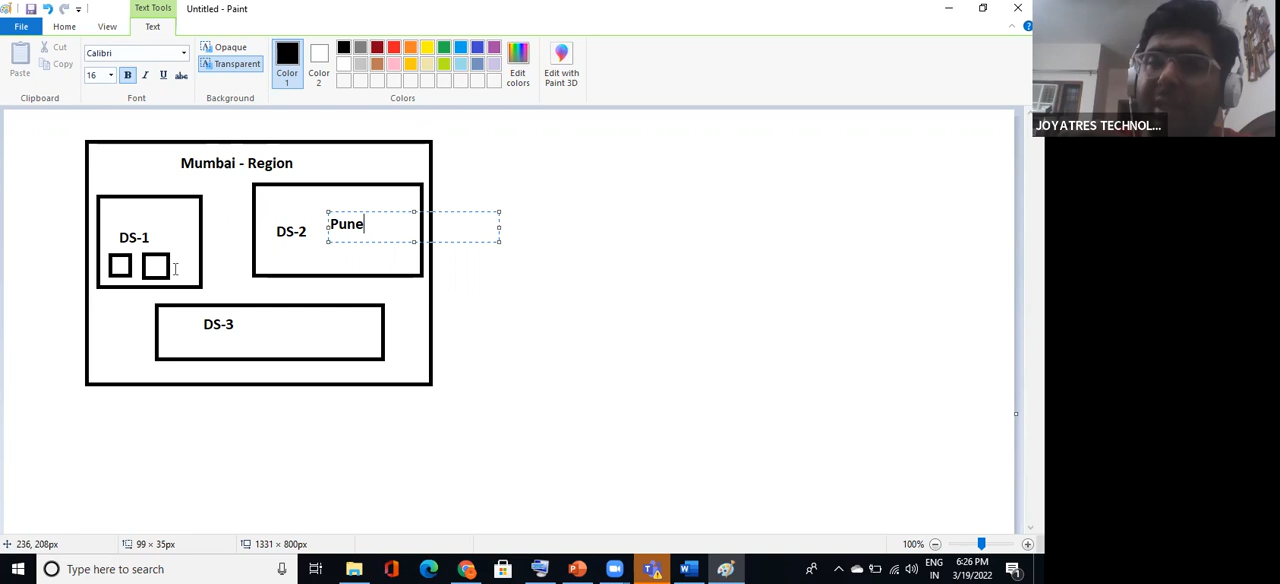 Text Tools
Untitled - Paint
File
Home
View
Text
Paste
Cut
Copy
Clipboard
Calibri
16
B
I
U
abc
Font
Opaque
Transparent
Background
Color
1
Color
2
Edit
colors
Edit with
Paint 3D
Colors
JOYATRES TECHNOL...
Mumbai - Region
DS-1
DS-2
Pune
DS-3
236, 208px
99 × 35px
1331 × 800px
100%
Type here to search
ENG
IN
6:26 PM
3/19/2022
1